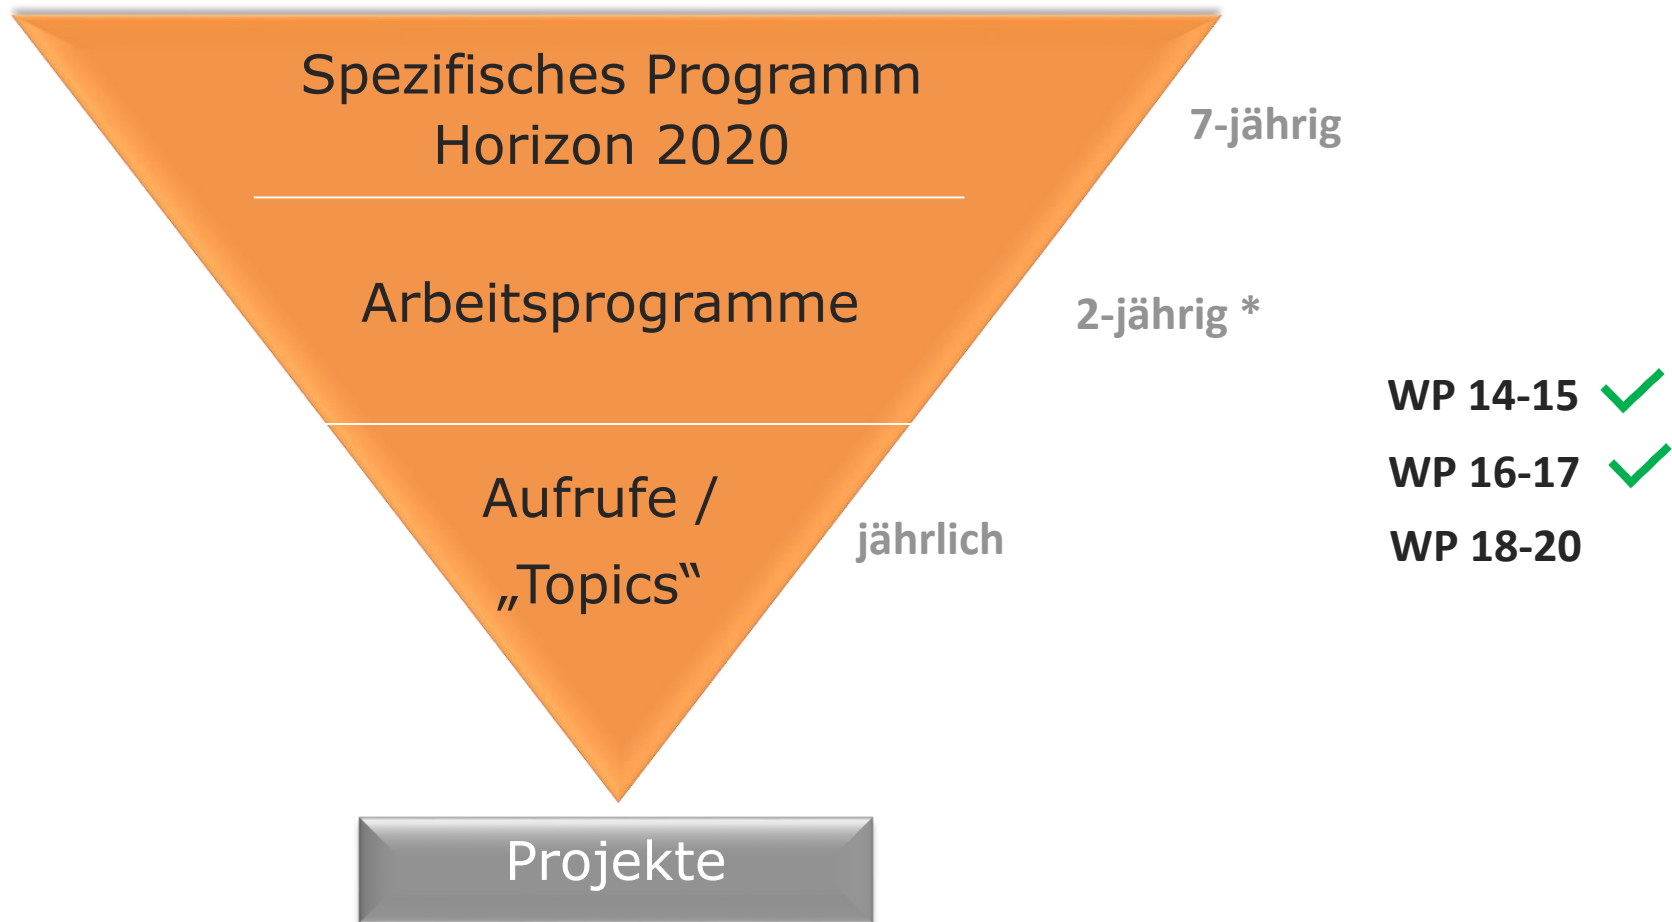 Spezifisches Programm
Horizon 2020
7-jährig
Arbeitsprogramme
2-jährig *
WP 14-15
WP 16-17
WP 18-20
Aufrufe /
„Topics“
jährlich
Projekte